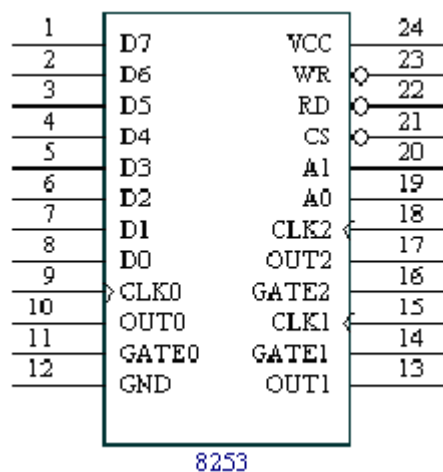 1 D7 VCC 24
2 D6 WR 23
3 D5 RD 22
4 D4 CS 21
5 D3 A1 20
6 D2 A0 19
7 D1 CLK2 18
8 D0 OUT2 17
9 CLK0 GATE2 16
10 OUT0 CLK1 15
11 GATE0 GATE1 14
12 GND OUT1 13
8253